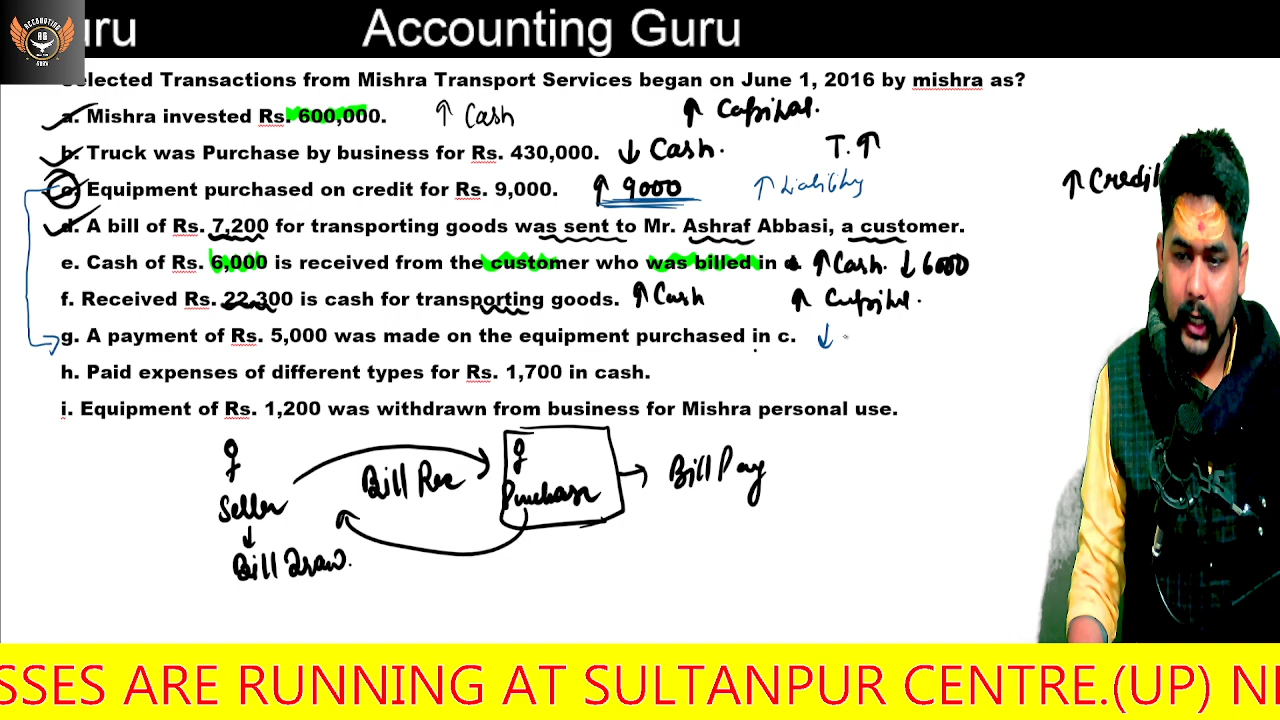 ACCOUNTING
AG
GURU
uru Accounting Guru
elected Transactions from Mishra Transport Services began on June 1, 2016 by mishra as?
a. Mishra invested Rs. 600,000. ↑ Cash ↑ Capital.
b. Truck was Purchase by business for Rs. 430,000. ↓ Cash. T. ↑
c. Equipment purchased on credit for Rs. 9,000. ↑ 9000 ↑ Liability ↑ Credit
d. A bill of Rs. 7,200 for transporting goods was sent to Mr. Ashraf Abbasi, a customer.
e. Cash of Rs. 6,000 is received from the customer who was billed in d. ↑ Cash. ↓ 6000
f. Received Rs. 22,300 is cash for transporting goods. ↑ Cash ↑ Capital.
g. A payment of Rs. 5,000 was made on the equipment purchased in c. ↓
h. Paid expenses of different types for Rs. 1,700 in cash.
i. Equipment of Rs. 1,200 was withdrawn from business for Mishra personal use.
Seller Bill Rec Purchase → Bill Pay
↓
Bill Draw.
SSES ARE RUNNING AT SULTANPUR CENTRE.(UP) N